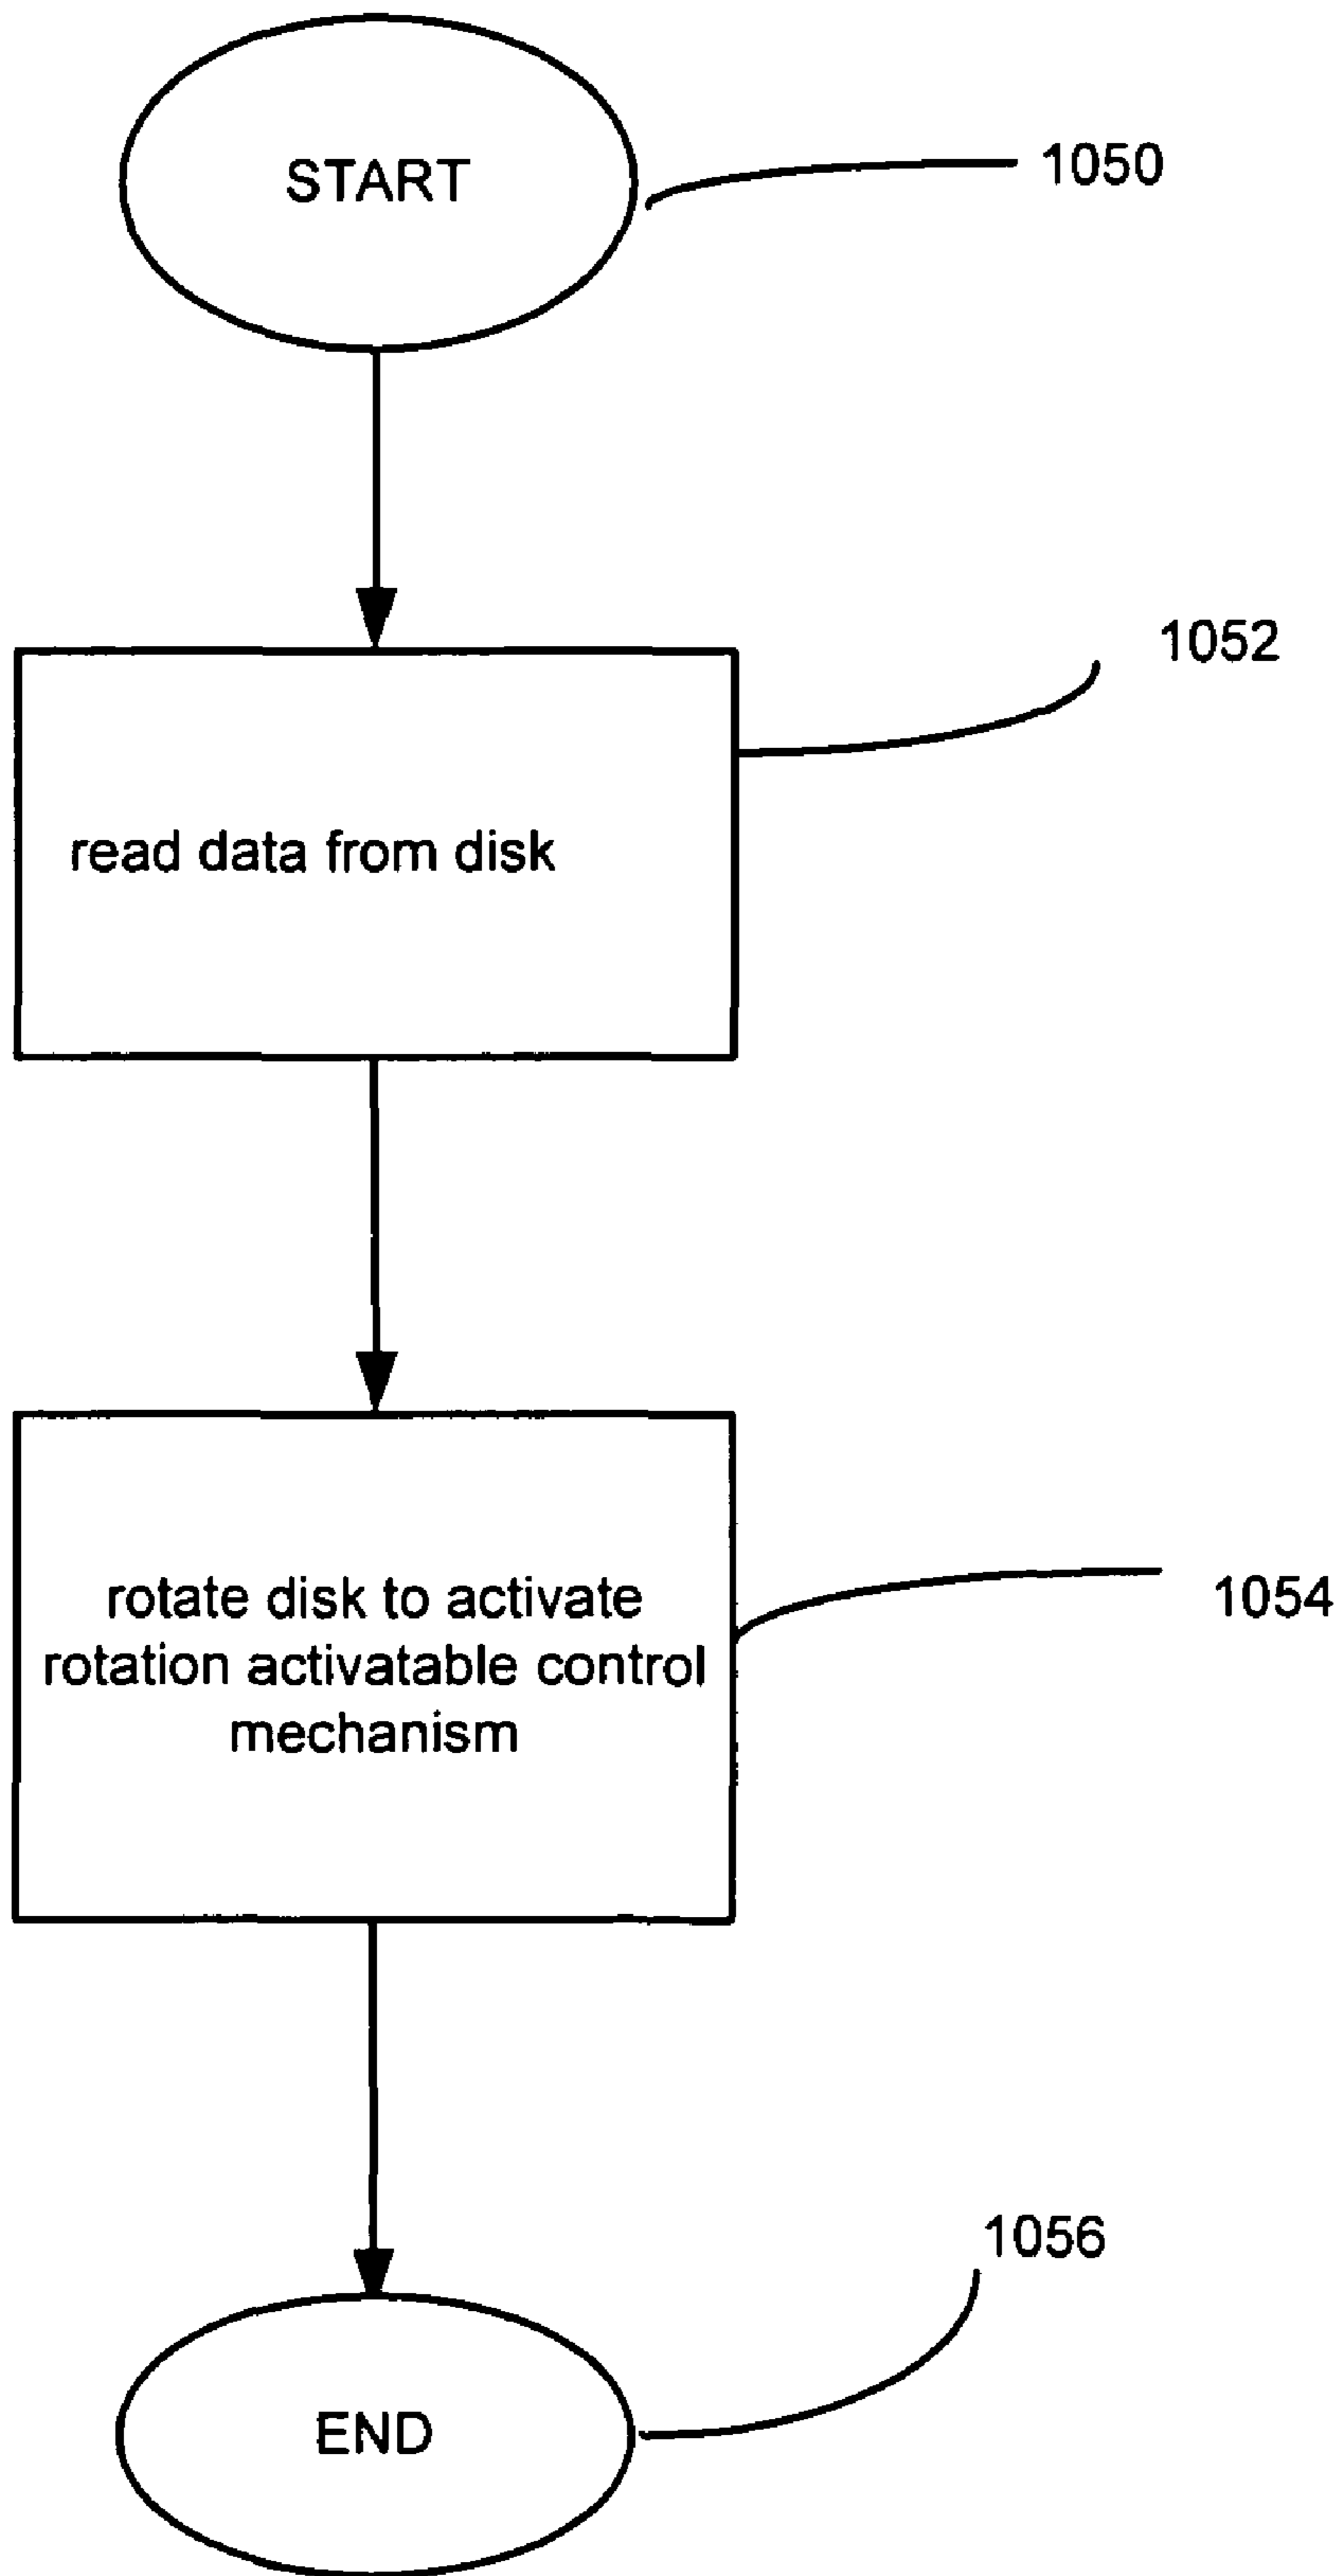 START
1050
1052
read data from disk
rotate disk to activate
rotation activatable control
mechanism
1054
1056
END